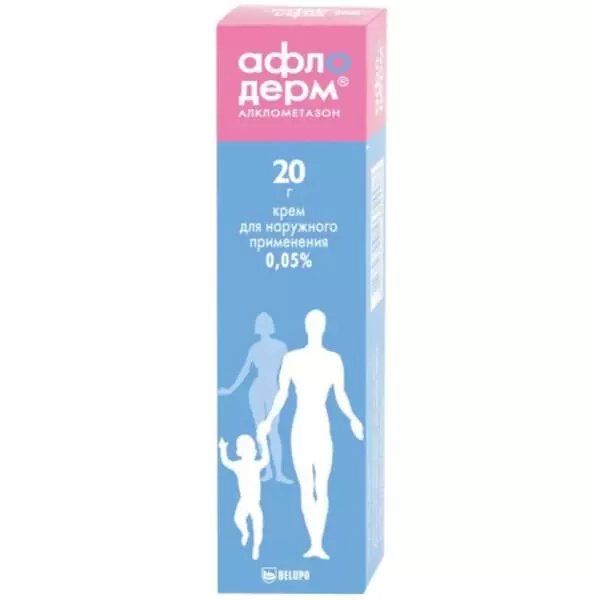 афло
дерм®
АЛКЛОМЕТАЗОН
20
г
крем
для наружного
применения
0,05%
BELUPO